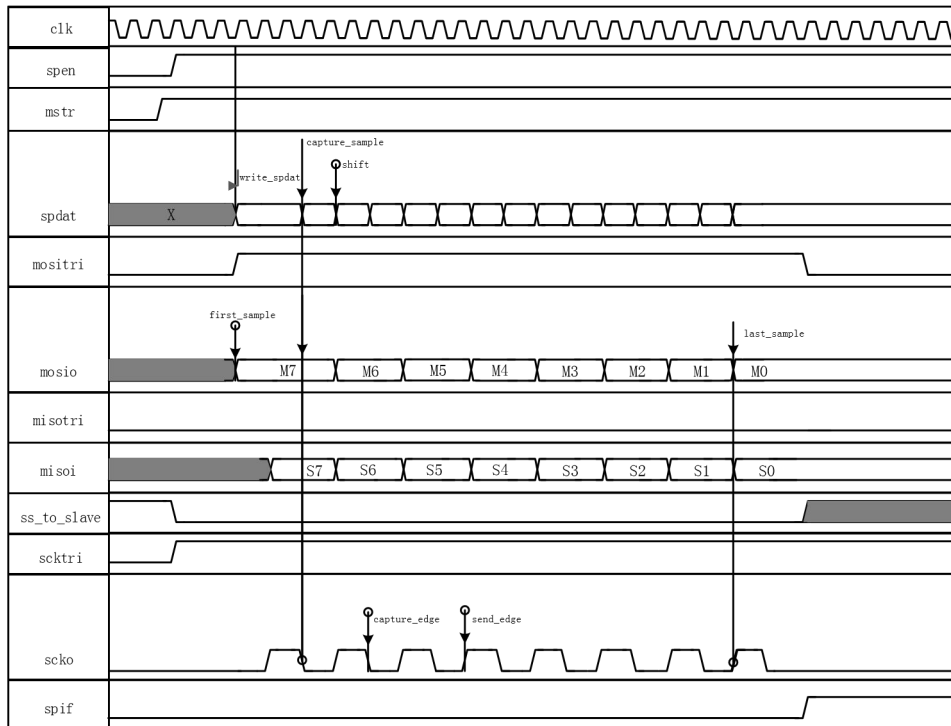 clk
spen
mstr
capture_sample
shift
write_spdat
spdat
X
mositri
first_sample
last_sample
mosio
M7 M6 M5 M4 M3 M2 M1 M0
misotri
misoi
S7 S6 S5 S4 S3 S2 S1 S0
ss_to_slave
scktri
capture_edge
send_edge
scko
spif